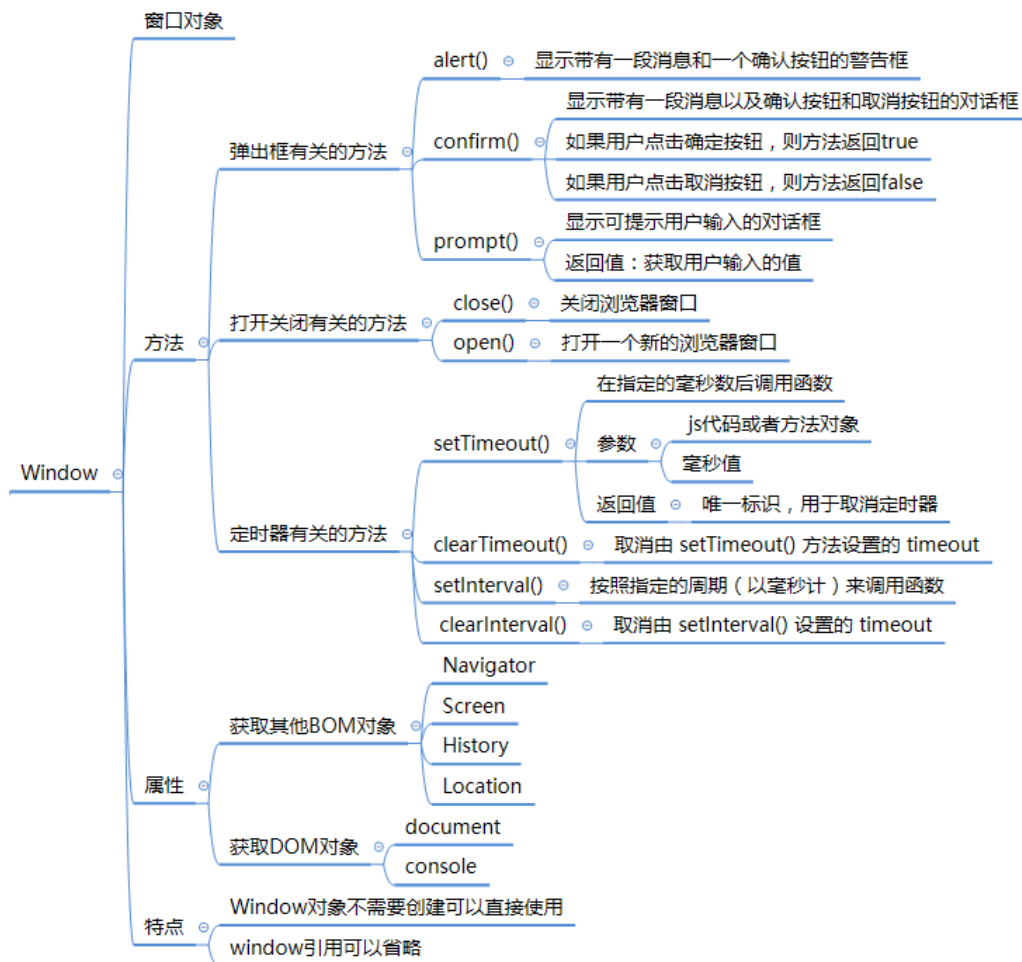 Window
窗口对象
方法
弹出框有关的方法
alert()
显示带有一段消息和一个确认按钮的警告框
confirm()
显示带有一段消息以及确认按钮和取消按钮的对话框
如果用户点击确定按钮，则方法返回true
如果用户点击取消按钮，则方法返回false
prompt()
显示可提示用户输入的对话框
返回值：获取用户输入的值
打开关闭有关的方法
close()
关闭浏览器窗口
open()
打开一个新的浏览器窗口
定时器有关的方法
setTimeout()
在指定的毫秒数后调用函数
参数
js代码或者方法对象
毫秒值
返回值
唯一标识，用于取消定时器
clearTimeout()
取消由 setTimeout() 方法设置的 timeout
setInterval()
按照指定的周期（以毫秒计）来调用函数
clearInterval()
取消由 setInterval() 设置的 timeout
属性
获取其他BOM对象
Navigator
Screen
History
Location
获取DOM对象
document
console
特点
Window对象不需要创建可以直接使用
window引用可以省略